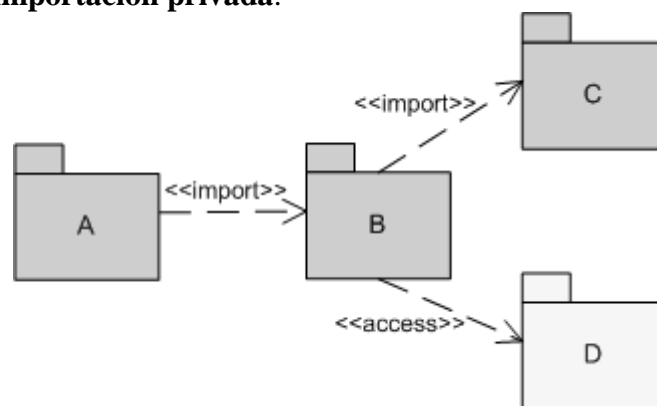 importación privada.
<<import>>
C
<<import>>
A
B
<<access>>
D